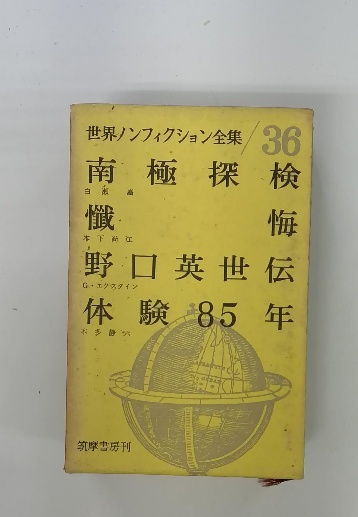 世界ノンフィクション全集/36
南極探検
白瀬矗
懺悔
木下尚江
野口英世伝
G・エクスタイン
体験85年
本多静六
筑摩書房刊